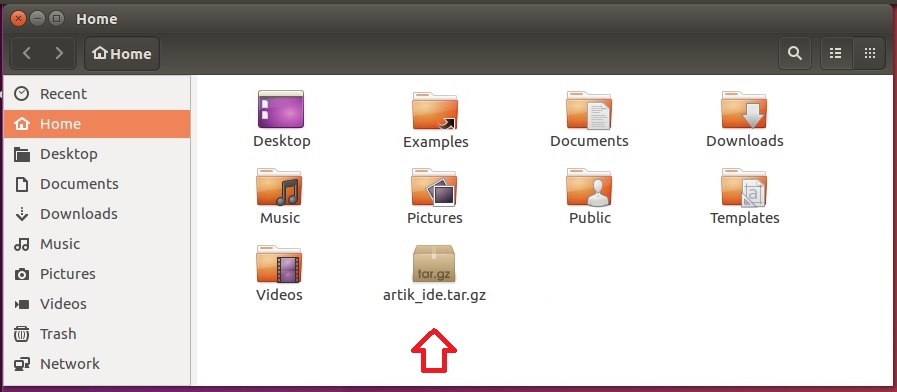 Home
Home
Recent
Home
Desktop
Documents
Downloads
Music
Pictures
Videos
Trash
Network
Desktop
Examples
Documents
Downloads
Music
Pictures
Public
a
Templates
Videos
tar.gz
artik_ide.tar.gz